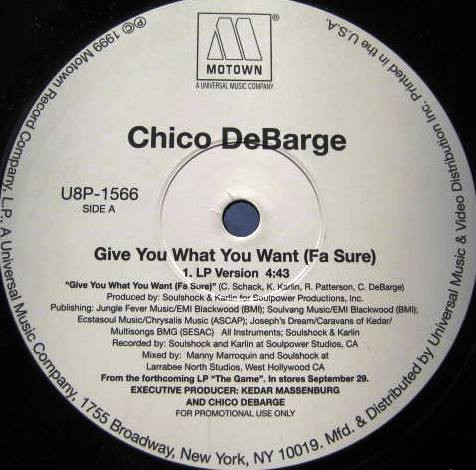 MOTOWN
A UNIVERSAL MUSIC COMPANY
Chico DeBarge
U8P-1566
SIDE A
Give You What You Want (Fa Sure)
1. LP Version 4:43
"Give You What You Want (Fa Sure)" (C. Schack, K. Karlin, R. Patterson, C. DeBarge)
Produced by: Soulshock & Karlin for Soulpower Productions, Inc.
Publishing: Jungle Fever Music/EMI Blackwood (BMI); Soulvang Music/EMI Blackwood (BMI);
Ecstasoul Music/Chrysalis Music (ASCAP); Joseph's Dream/Caravans of Kedar/
Multisongs BMG (SESAC) All Instruments; Soulshock & Karlin
Recorded by: Soulshock and Karlin at Soulpower Studios, CA
Mixed by: Manny Marroquin and Soulshock at
Larrabee North Studios, West Hollywood CA
From the forthcoming LP "The Game". In stores September 29.
EXECUTIVE PRODUCER: KEDAR MASSENBURG
AND CHICO DEBARGE
FOR PROMOTIONAL USE ONLY
℗© 1999 Motown Record Company, L.P., A Universal Music Company, 1755 Broadway, New York, NY 10019. Mfd. & Distributed by Universal Music & Video Distribution Inc. Printed in the U.S.A.